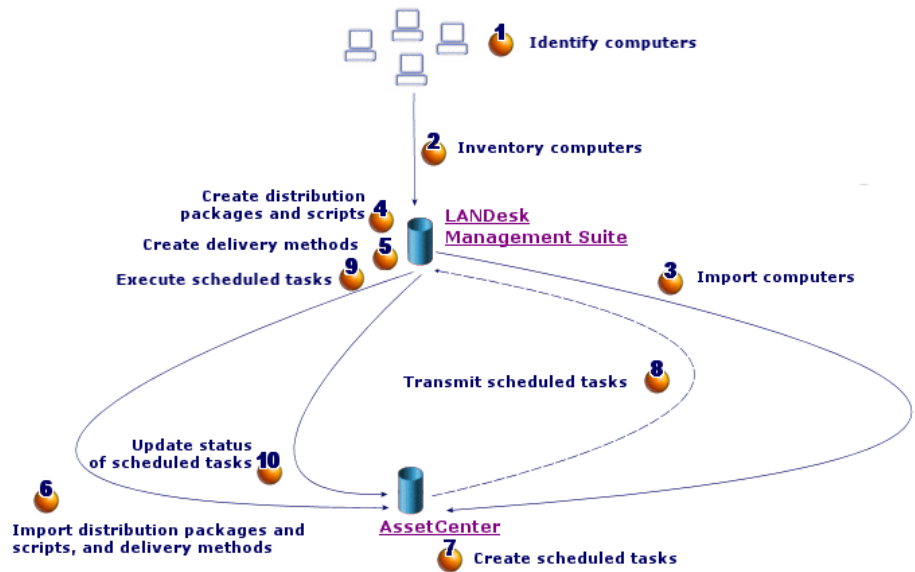 1 Identify computers
2 Inventory computers
Create distribution
packages and scripts 4
LANDesk
Management Suite
Create delivery methods 5
Execute scheduled tasks 9
3 Import computers
Transmit scheduled tasks 8
Update status
of scheduled tasks 10
6
Import distribution packages and
scripts, and delivery methods
AssetCenter
7 Create scheduled tasks